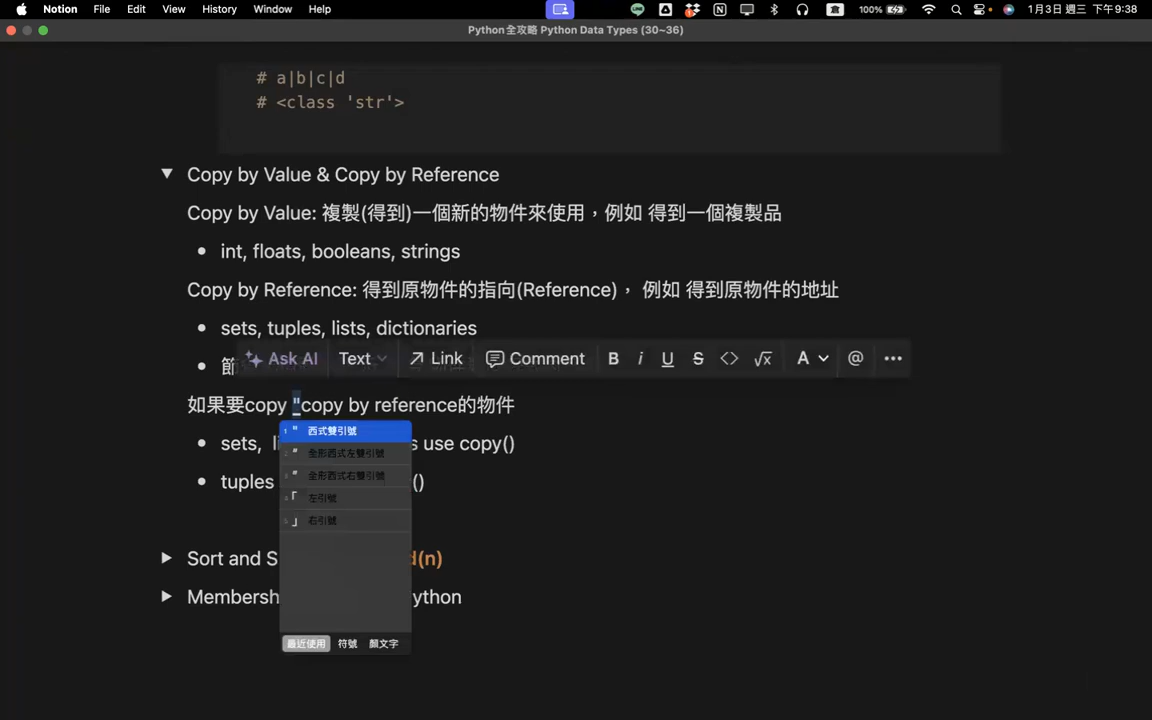 Notion File Edit View History Window Help 100% 1月3日 週三 下午9:38
Python全攻略 Python Data Types (30~36)
# a|b|c|d
# <class 'str'>
Copy by Value & Copy by Reference
Copy by Value: 複製(得到)一個新的物件來使用，例如 得到一個複製品
int, floats, booleans, strings
Copy by Reference: 得到原物件的指向(Reference)， 例如 得到原物件的地址
sets, tuples, lists, dictionaries
節
Ask AI Text Link Comment B i U S <> √x A @ •••
如果要copy "copy by reference的物件
sets, li s use copy()
tuples ()
1 " 西式雙引號
2 " 全形西式左雙引號
3 " 全形西式右雙引號
4 「 左引號
5 」 右引號
Sort and S d(n)
Membersh ython
最近使用 符號 顏文字